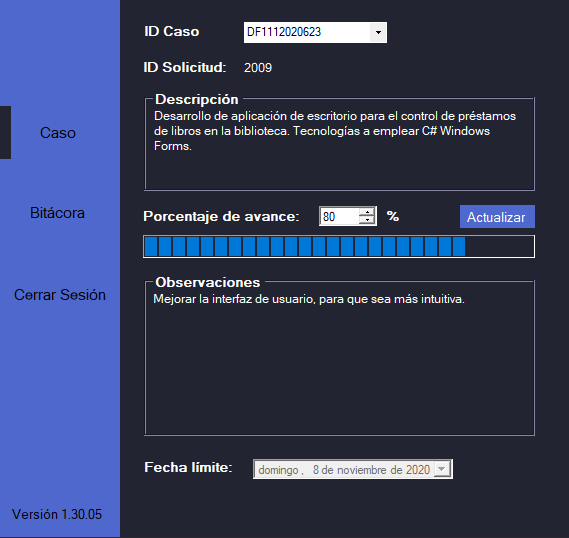 Caso
Bitácora
Cerrar Sesión
Versión 1.30.05
ID Caso DF1112020623
ID Solicitud: 2009
Descripción
Desarrollo de aplicación de escritorio para el control de préstamos
de libros en la biblioteca. Tecnologías a emplear C# Windows
Forms.
Porcentaje de avance: 80 % Actualizar
Observaciones
Mejorar la interfaz de usuario, para que sea más intuitiva.
Fecha límite: domingo , 8 de noviembre de 2020